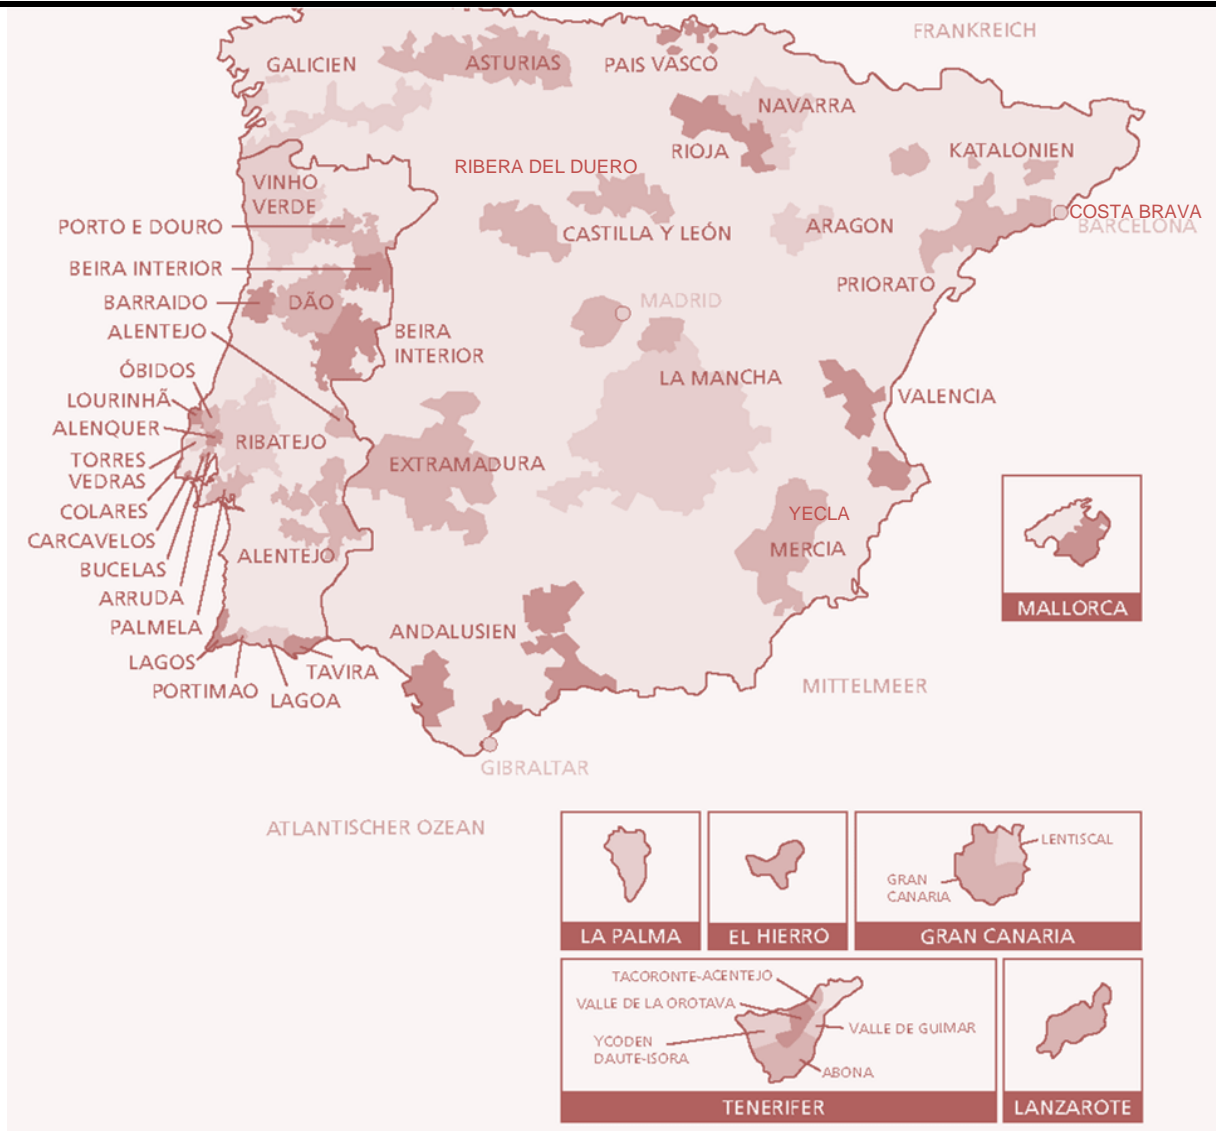 FRANKREICH
GALICIEN
ASTURIAS
PAIS VASCO
NAVARRA
RIOJA
KATALONIEN
RIBERA DEL DUERO
VINHO
VERDE
COSTA BRAVA
BARCELONA
PORTO E DOURO
CASTILLA Y LEÓN
ARAGON
BEIRA INTERIOR
PRIORATO
BARRAIDO
DÃO
MADRID
ALENTEJO
BEIRA
INTERIOR
ÓBIDOS
LA MANCHA
LOURINHÃ
VALENCIA
ALENQUER
RIBATEJO
TORRES
VEDRAS
EXTRAMADURA
COLARES
YECLA
CARCAVELOS
MERCIA
ALENTEJO
BUCELAS
ARRUDA
MALLORCA
PALMELA
ANDALUSIEN
LAGOS
TAVIRA
PORTIMAO
LAGOA
MITTELMEER
GIBRALTAR
ATLANTISCHER OZEAN
LENTISCAL
GRAN
CANARIA
LA PALMA
EL HIERRO
GRAN CANARIA
TACORONTE-ACENTEJO
VALLE DE LA OROTAVA
VALLE DE GUIMAR
YCODEN
DAUTE-ISORA
ABONA
TENERIFER
LANZAROTE